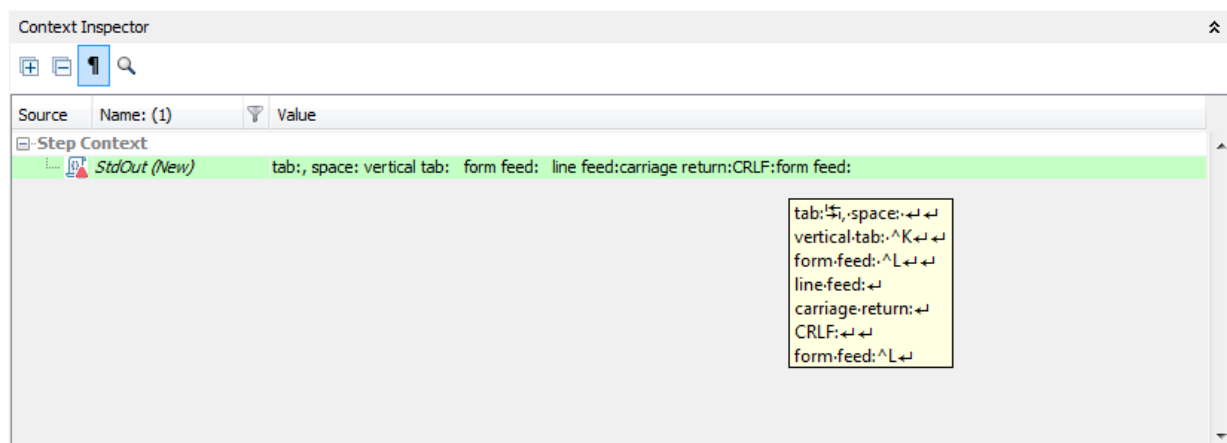 Context Inspector
¶
Source Name: (1) Value
Step Context
StdOut (New) tab:, space: vertical tab: form feed: line feed:carriage return:CRLF:form feed:
tab:↹,·space:·↵↵
vertical·tab:·^K↵↵
form·feed:·^L↵↵
line·feed:↵
carriage·return:↵
CRLF:↵↵
form·feed:^L↵